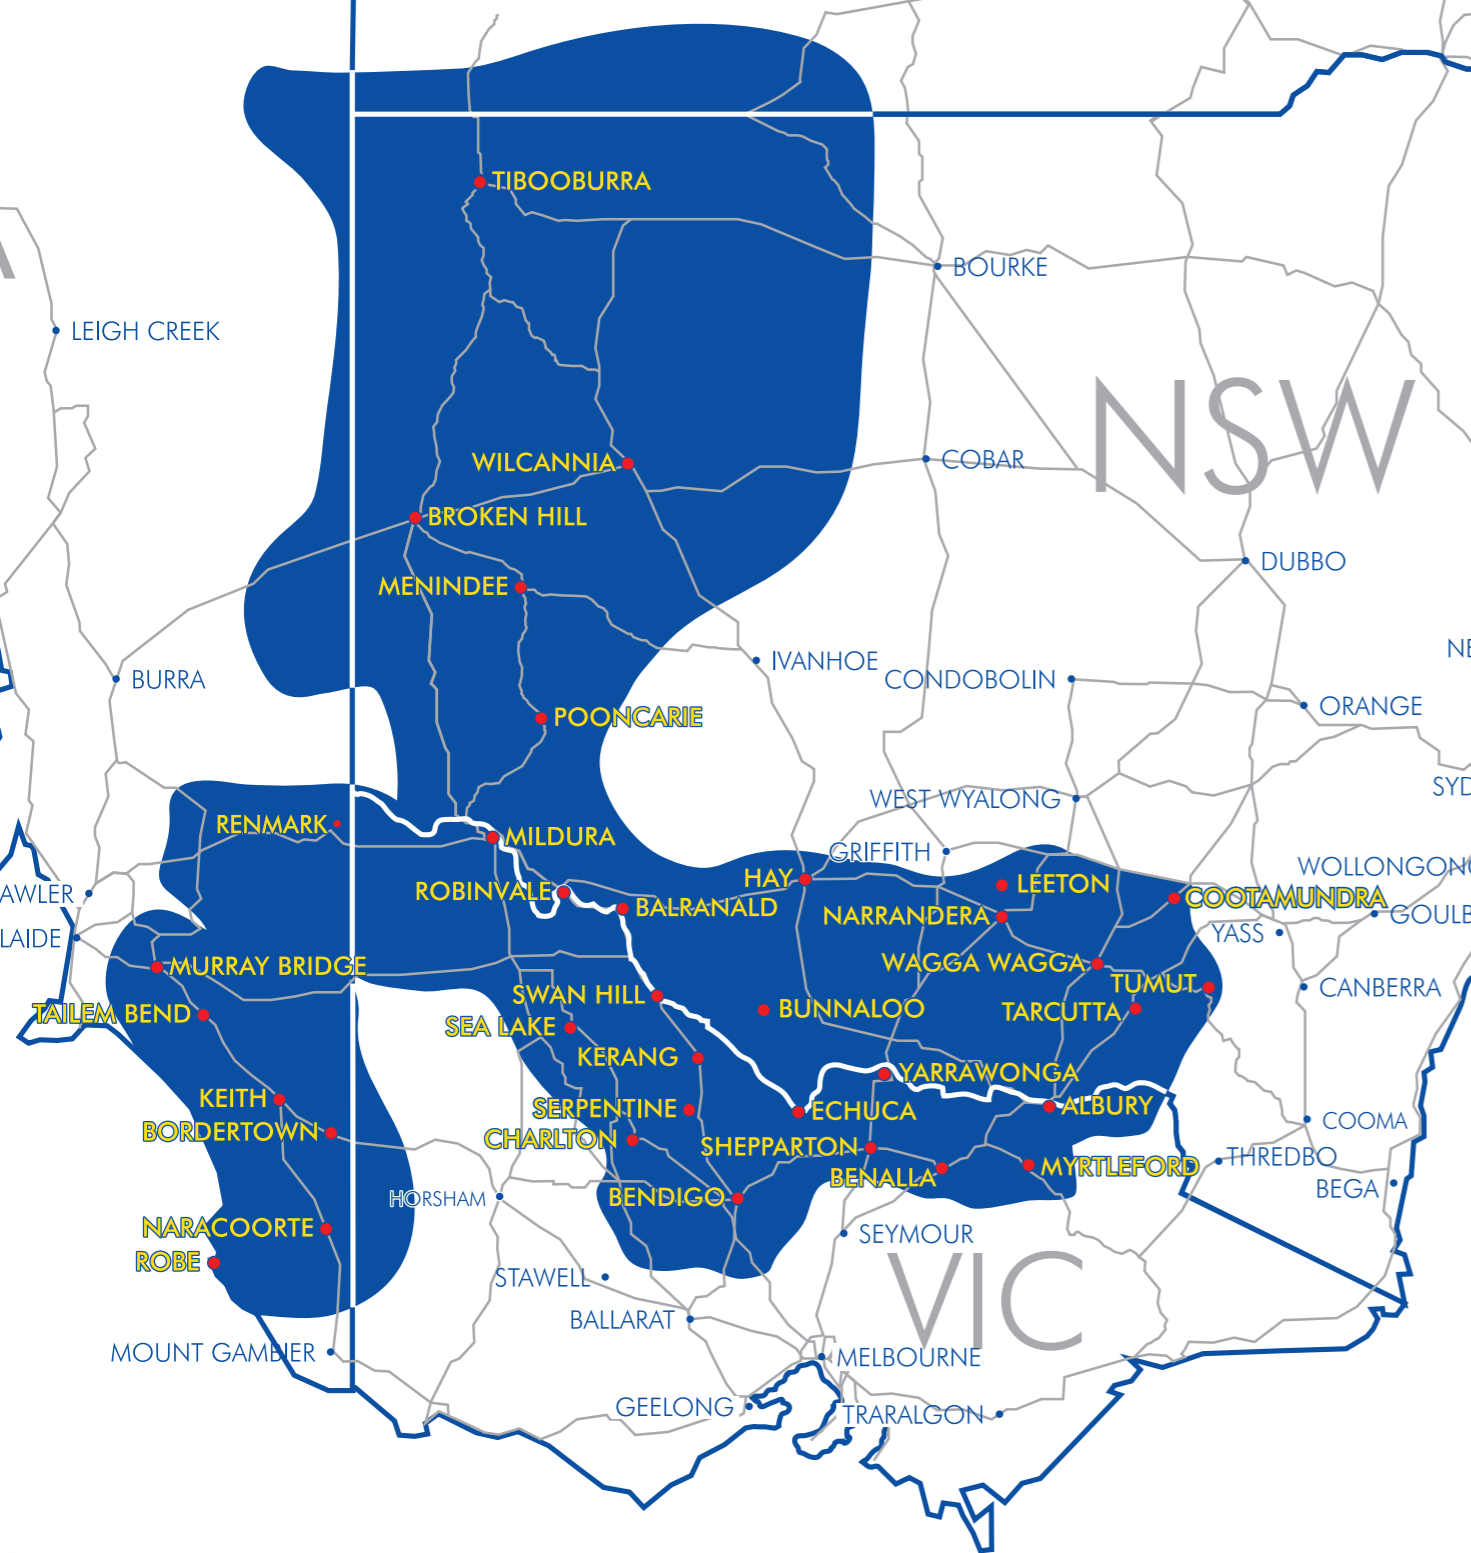 TIBOOBURRA
BOURKE
LEIGH CREEK
NSW
WILCANNIA
COBAR
BROKEN HILL
DUBBO
MENINDEE
IVANHOE
BURRA
CONDOBOLIN
ORANGE
POONCARIE
WEST WYALONG
RENMARK
MILDURA
GRIFFITH
HAY
LEETON
ROBINVALE
BALRANALD
COOTAMUNDRA
NARRANDERA
YASS
MURRAY BRIDGE
WAGGA WAGGA
TUMUT
CANBERRA
SWAN HILL
BUNNALOO
TARCUTTA
TAILEM BEND
SEA LAKE
KERANG
YARRAWONGA
KEITH
SERPENTINE
ECHUCA
ALBURY
COOMA
BORDERTOWN
CHARLTON
SHEPPARTON
THREDBO
MYRTLEFORD
BENALLA
BEGA
HORSHAM
BENDIGO
NARACOORTE
SEYMOUR
ROBE
STAWELL
VIC
BALLARAT
MOUNT GAMBIER
MELBOURNE
GEELONG
TRARALGON